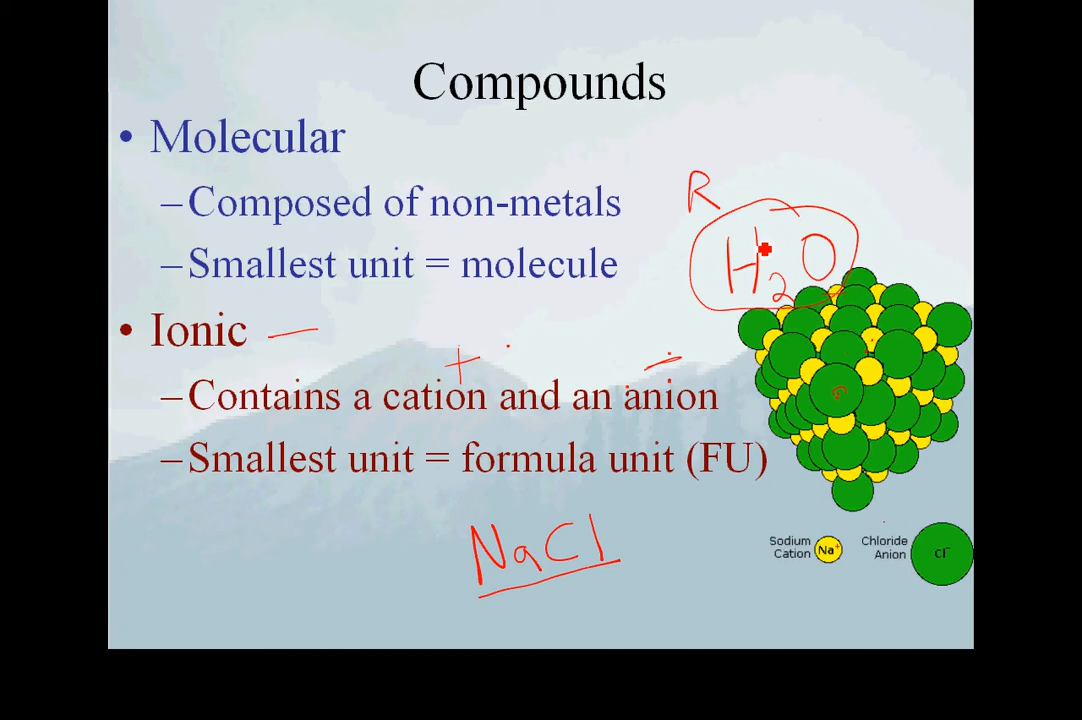 Compounds
• Molecular
–Composed of non-metals
–Smallest unit = molecule
R
H₂O
• Ionic –
+ –
–Contains a cation and an anion
–Smallest unit = formula unit (FU)
NaCl
Sodium Cation Na⁺
Chloride Anion Cl⁻